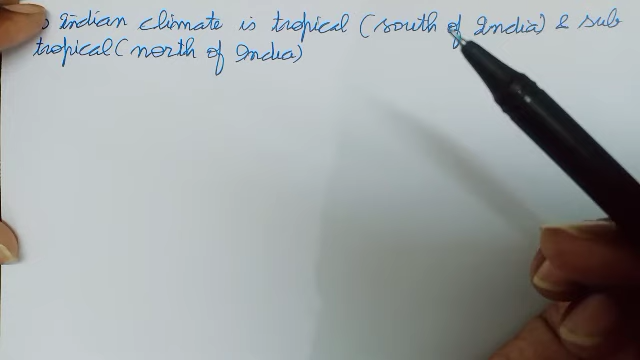 Indian climate is tropical (south of India) & sub
tropical (north of India)